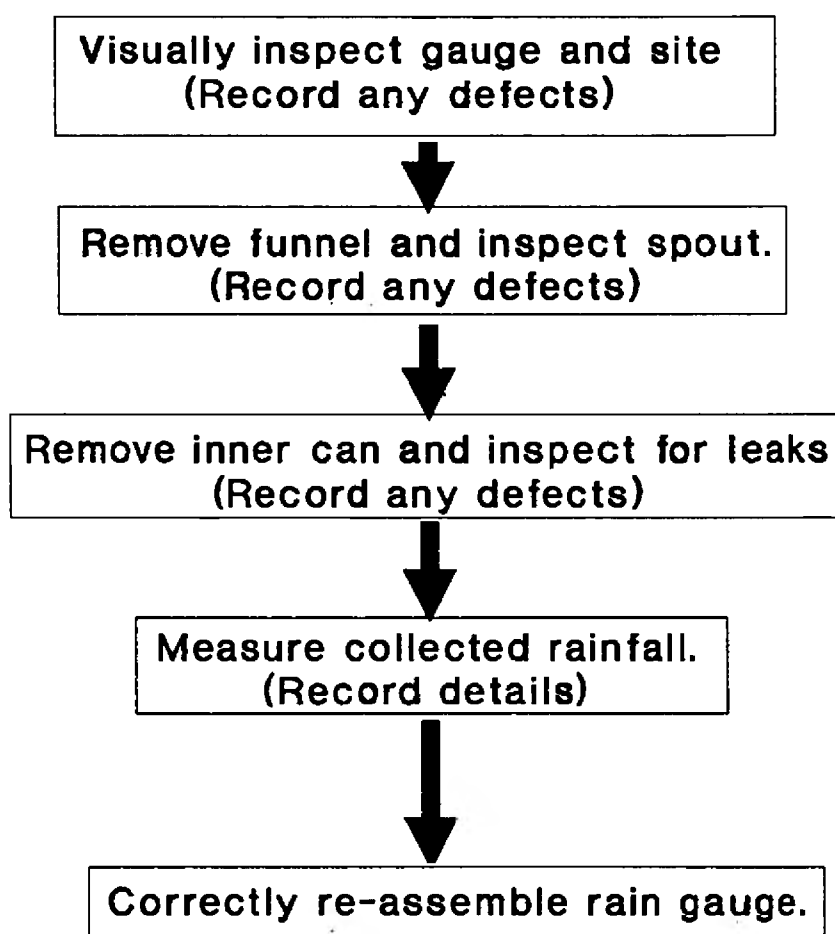 Visually inspect gauge and site
(Record any defects)
Remove funnel and inspect spout.
(Record any defects)
Remove inner can and inspect for leaks
(Record any defects)
Measure collected rainfall.
(Record details)
Correctly re-assemble rain gauge.